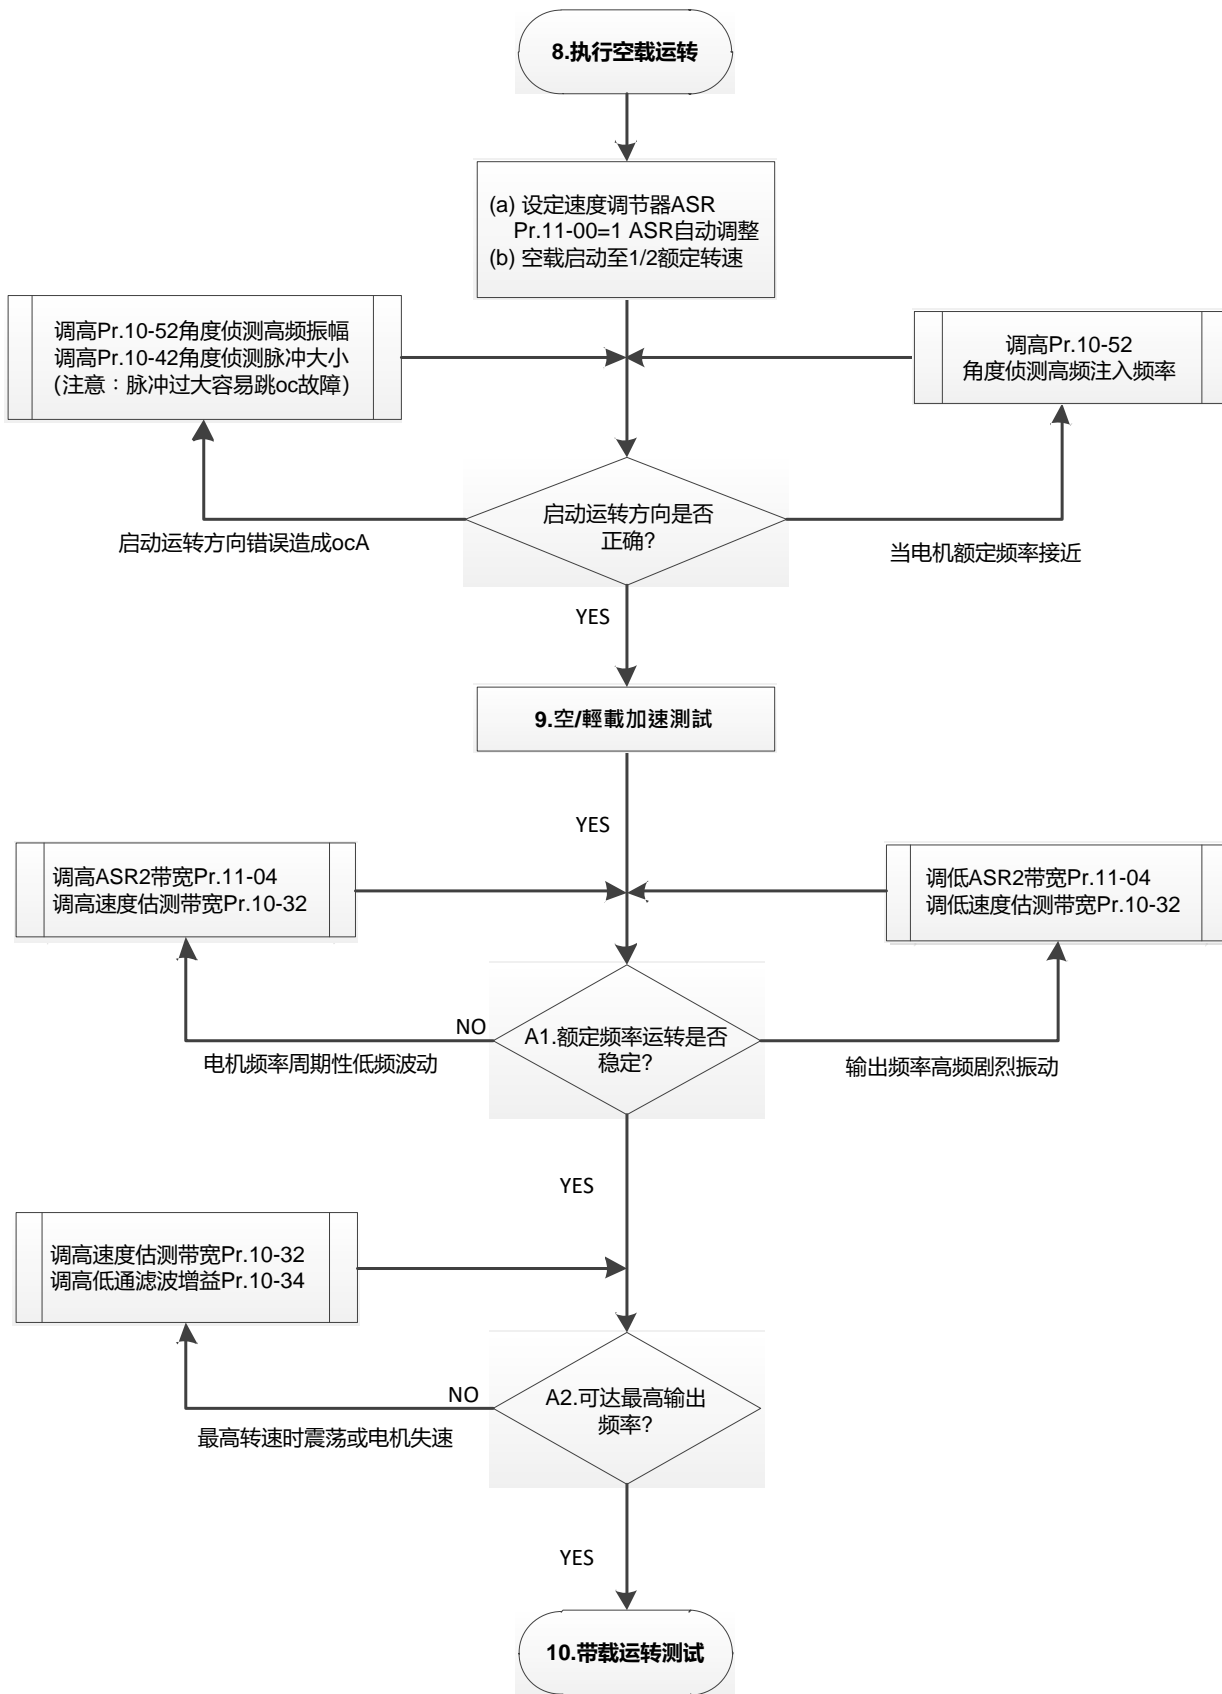 8.执行空载运转
(a) 设定速度调节器ASR
Pr.11-00=1 ASR自动调整
(b) 空载启动至1/2额定转速
调高Pr.10-52角度侦测高频振幅
调高Pr.10-42角度侦测脉冲大小
(注意：脉冲过大容易跳oc故障)
调高Pr.10-52
角度侦测高频注入频率
启动运转方向是否
正确?
启动运转方向错误造成ocA
当电机额定频率接近
YES
9.空/輕載加速測試
YES
调高ASR2带宽Pr.11-04
调高速度估测带宽Pr.10-32
调低ASR2带宽Pr.11-04
调低速度估测带宽Pr.10-32
NO
A1.额定频率运转是否
稳定?
电机频率周期性低频波动
输出频率高频剧烈振动
YES
调高速度估测带宽Pr.10-32
调高低通滤波增益Pr.10-34
NO
A2.可达最高输出
频率?
最高转速时震荡或电机失速
YES
10.带载运转测试